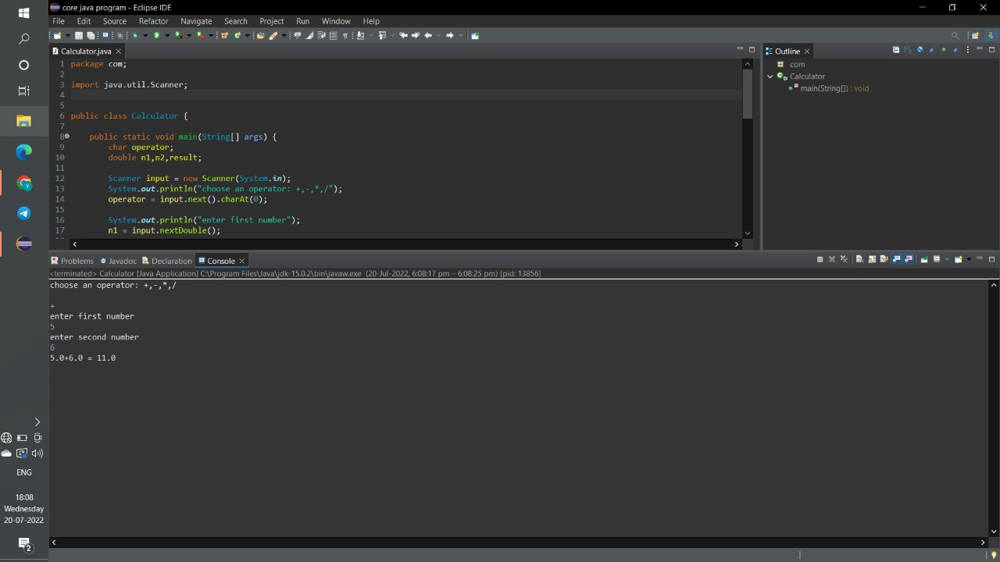 core java program - Eclipse IDE
File Edit Source Refactor Navigate Search Project Run Window Help
Calculator.java
1 package com;
2
3 import java.util.Scanner;
4
5
6 public class Calculator {
7
8 public static void main(String[] args) {
9 char operator;
10 double n1,n2,result;
11
12 Scanner input = new Scanner(System.in);
13 System.out.println("choose an operator: +,-,*,/");
14 operator = input.next().charAt(0);
15
16 System.out.println("enter first number");
17 n1 = input.nextDouble();
Outline
com
Calculator
main(String[]) : void
Problems Javadoc Declaration Console
<terminated> Calculator [Java Application] C:\Program Files\Java\jdk-15.0.2\bin\javaw.exe (20-Jul-2022, 6:08:17 pm – 6:08:25 pm) [pid: 13856]
choose an operator: +,-,*,/
+
enter first number
5
enter second number
6
5.0+6.0 = 11.0
ENG
18:08
Wednesday
20-07-2022
2